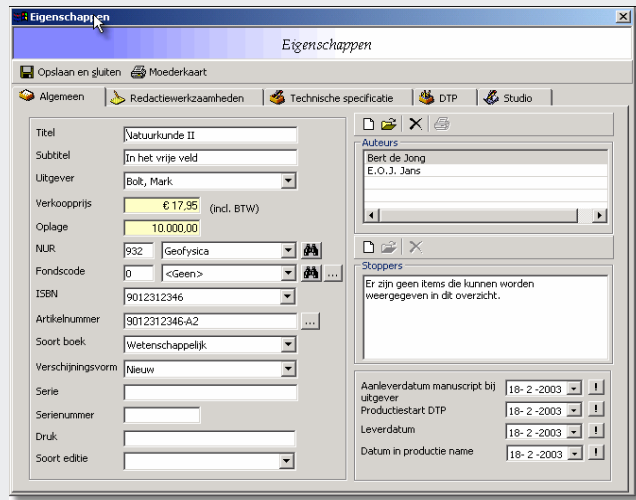 Eigenschappen
Eigenschappen
Opslaan en sluiten Moederkaart
Algemeen Redactiewerkzaamheden Technische specificatie DTP Studio
Titel Natuurkunde II
Subtitel In het vrije veld
Uitgever Bolt, Mark
Verkoopprijs € 17,95 (incl. BTW)
Oplage 10.000,00
NUR 932 Geofysica
Fondscode 0 <Geen> ...
ISBN 9012312346
Artikelnummer 9012312346-A2 ...
Soort boek Wetenschappelijk
Verschijningsvorm Nieuw
Serie
Serienummer
Druk
Soort editie
Auteurs
Bert de Jong
E.O.J. Jans
Stoppers
Er zijn geen items die kunnen worden
weergegeven in dit overzicht.
Aanleverdatum manuscript bij
uitgever 18- 2 -2003 !
Productiestart DTP 18- 2 -2003 !
Leverdatum 18- 2 -2003 !
Datum in productie name 18- 2 -2003 !